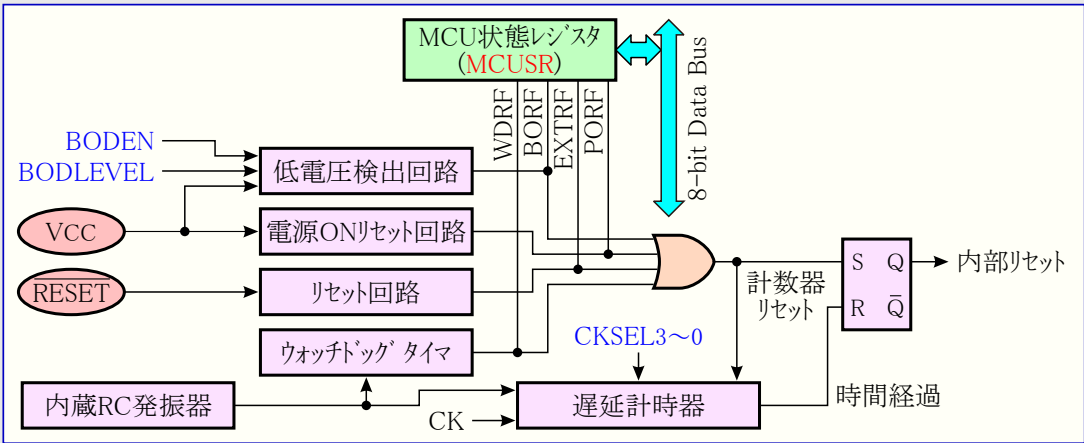 MCU状態レジスタ
(MCUSR)
8-bit Data Bus
WDRF
BORF
EXTRF
PORF
BODEN
BODLEVEL
低電圧検出回路
VCC
電源ONリセット回路
RESET
リセット回路
ウォッチドッグ タイマ
内蔵RC発振器
CK
CKSEL3～0
遅延計時器
計数器
リセット
時間経過
S Q
R Q
内部リセット